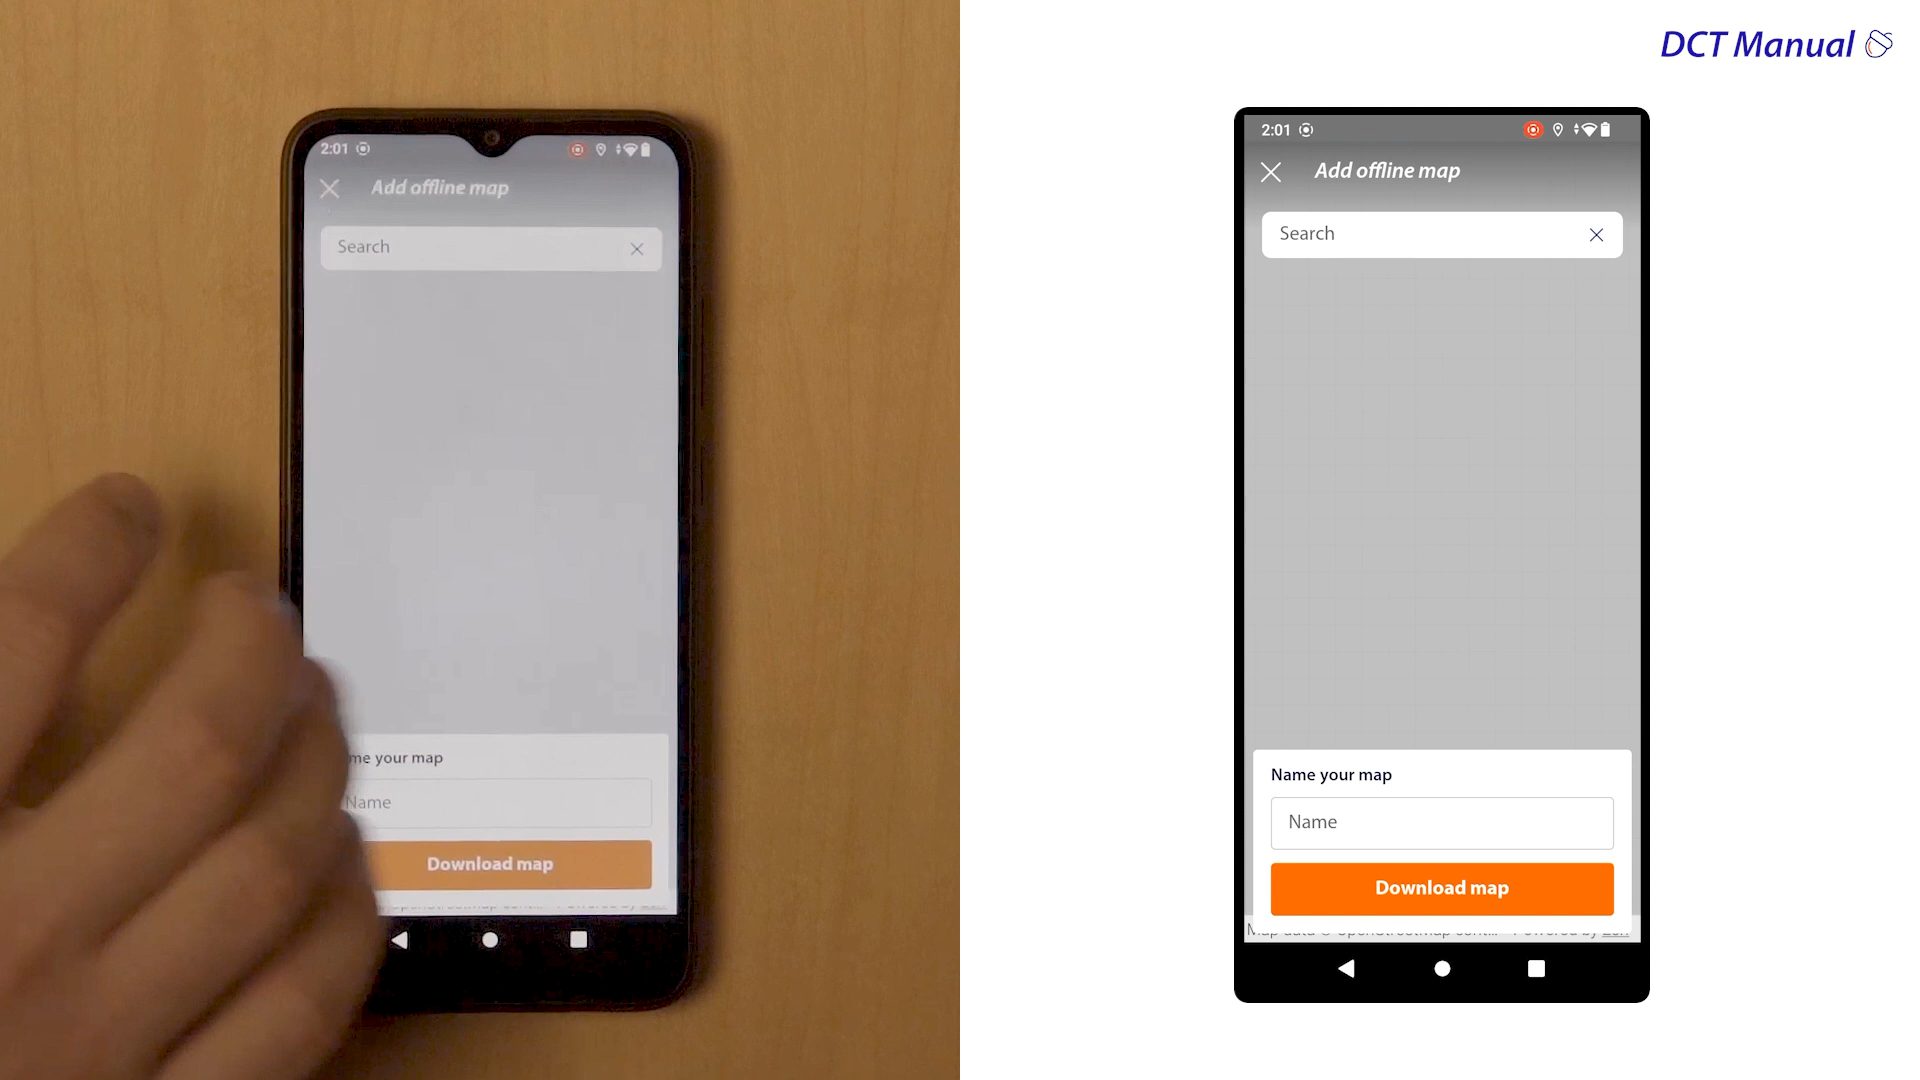 DCT Manual
2:01
Add offline map
Search
me your map
Name
Download map
2:01
Add offline map
Search
Name your map
Name
Download map